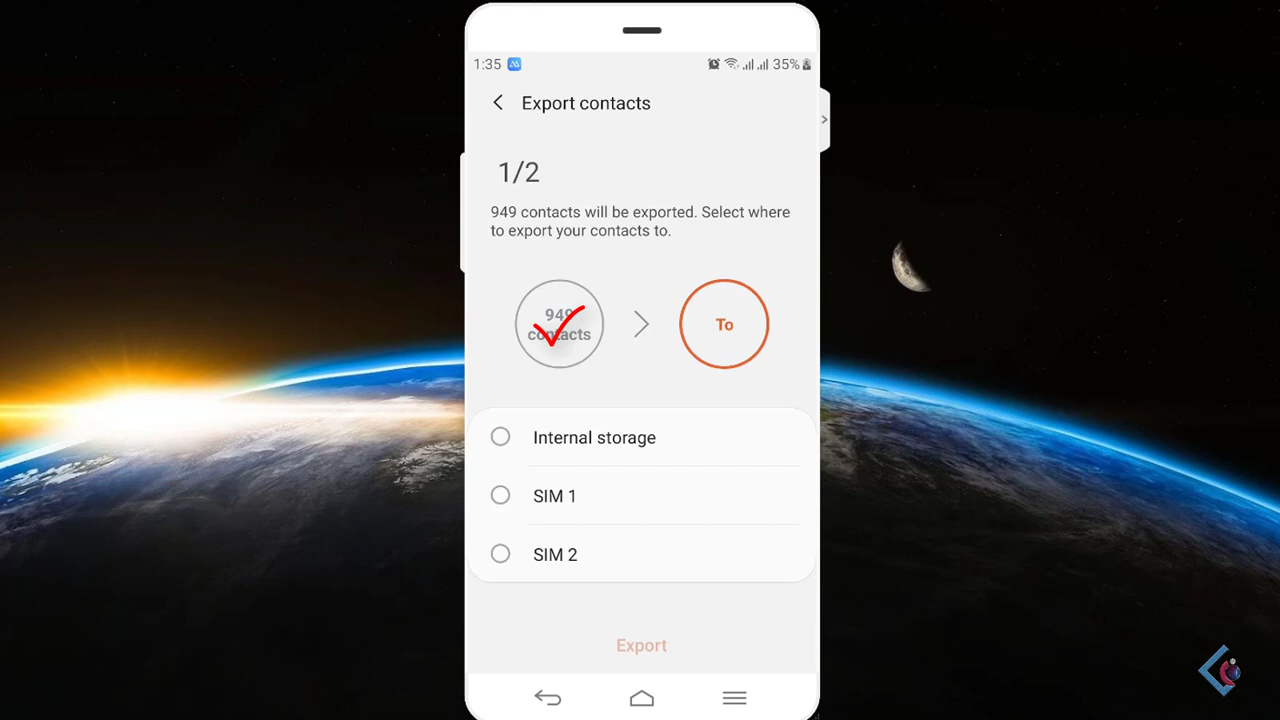 1:35
35%
Export contacts
1/2
949 contacts will be exported. Select where
to export your contacts to.
949
contacts
To
Internal storage
SIM 1
SIM 2
Export